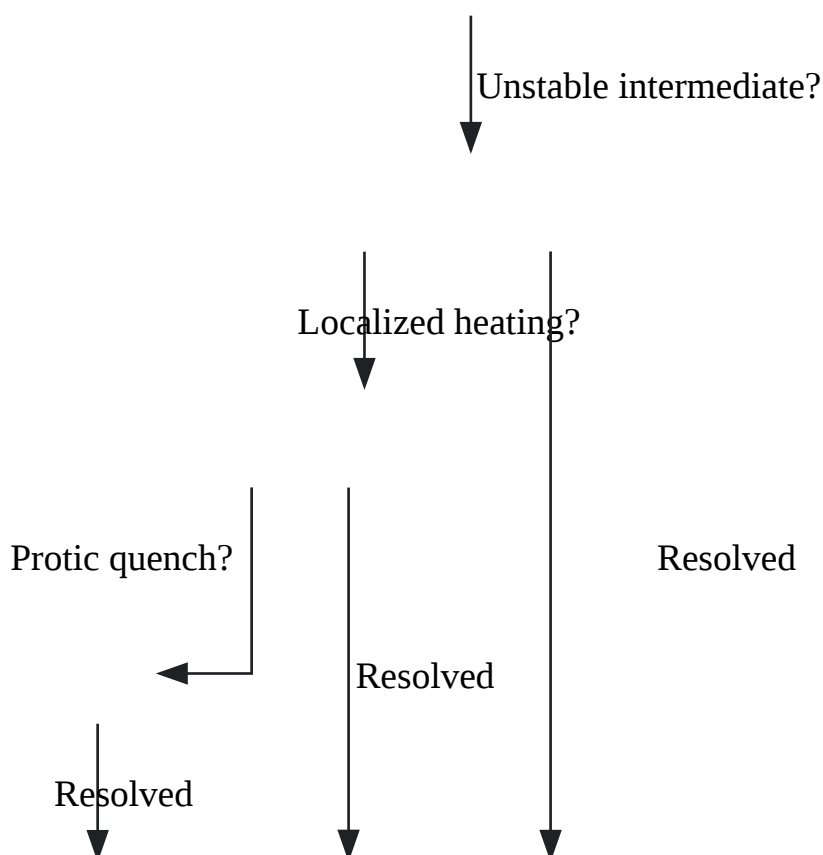 Unstable intermediate?
Localized heating?
Protic quench?
Resolved
Resolved
Resolved